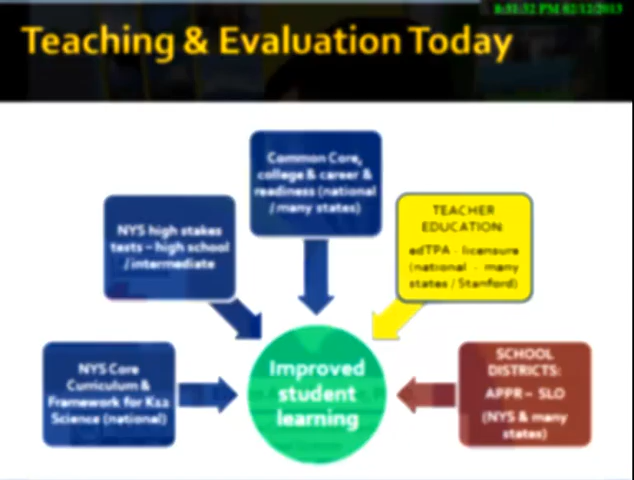 8:51:52 PM 02/12/2013
Teaching & Evaluation Today
Common Core,
college & career &
readiness (national
/ many states)
NYS high stakes
tests – high school
/ intermediate
TEACHER
EDUCATION:
edTPA - licensure
(national - many
states / Stanford)
NYS Core
Curriculum &
Framework for K12
Science (national)
Improved
student
learning
SCHOOL
DISTRICTS:
APPR – SLO
(NYS & many
states)